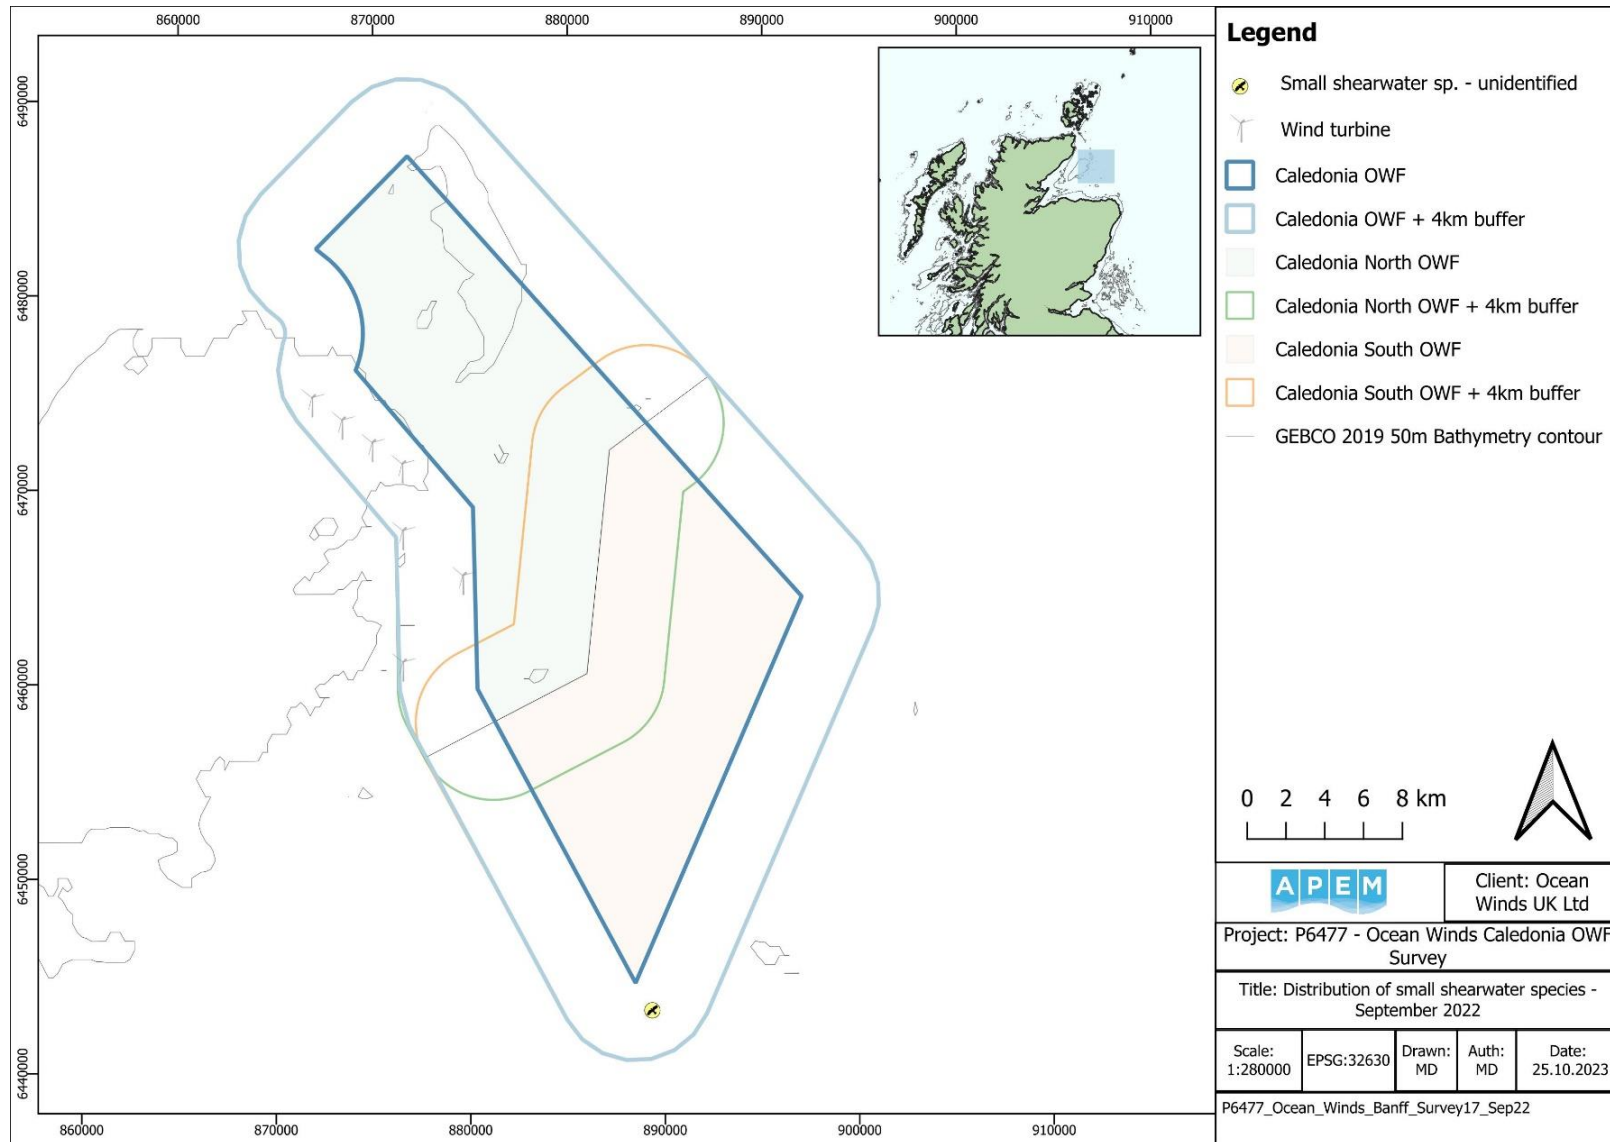 860000 870000 880000 890000 900000 910000
6490000
6480000
6470000
6460000
6450000
6440000
860000 870000 880000 890000 900000 910000
Legend
Small shearwater sp. - unidentified
Wind turbine
Caledonia OWF
Caledonia OWF + 4km buffer
Caledonia North OWF
Caledonia North OWF + 4km buffer
Caledonia South OWF
Caledonia South OWF + 4km buffer
GEBCO 2019 50m Bathymetry contour
0 2 4 6 8 km
APEM
Client: Ocean
Winds UK Ltd
Project: P6477 - Ocean Winds Caledonia OWF
Survey
Title: Distribution of small shearwater species -
September 2022
Scale:
1:280000
EPSG:32630
Drawn:
MD
Auth:
MD
Date:
25.10.2023
P6477_Ocean_Winds_Banff_Survey17_Sep22